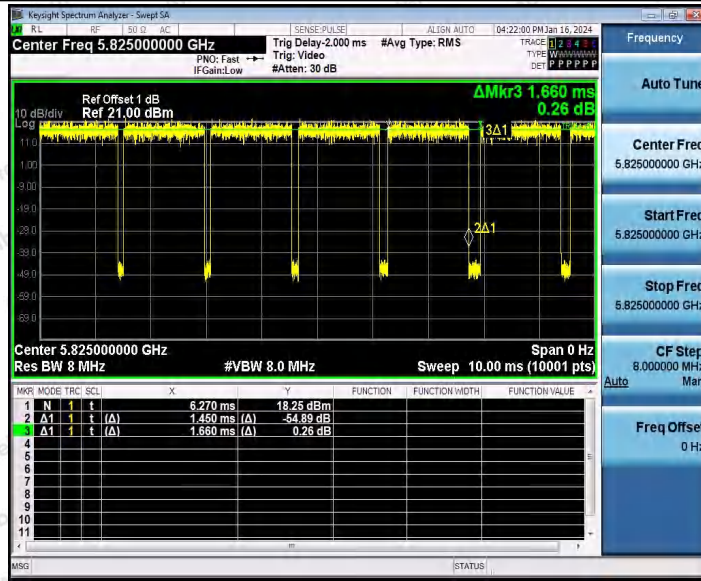 Keysight Spectrum Analyzer - Swept SA
RL RF 50 Ω AC SENSE:PULSE ALIGN AUTO 04:22:00 PM Jan 16, 2024
Center Freq 5.825000000 GHz Trig Delay-2.000 ms #Avg Type: RMS TRACE 1 2 3 4 5 6
PNO: Fast Trig: Video TYPE
IFGain:Low #Atten: 30 dB DET P P P P P P
ΔMkr3 1.660 ms
Ref Offset 1 dB
10 dB/div Ref 21.00 dBm 0.26 dB
Log
11.0
1.00
-9.00
-19.0
-29.0
-39.0
-49.0
-59.0
-69.0
3Δ1
2Δ1
Center 5.825000000 GHz Span 0 Hz
Res BW 8 MHz #VBW 8.0 MHz Sweep 10.00 ms (10001 pts)
MKR MODE TRC SCL X Y FUNCTION FUNCTION WIDTH FUNCTION VALUE
1 N 1 t 6.270 ms 18.25 dBm
2 Δ1 1 t (Δ) 1.450 ms (Δ) -54.89 dB
3 Δ1 1 t (Δ) 1.660 ms (Δ) 0.26 dB
4
5
6
7
8
9
10
11
MSG STATUS
Frequency
Auto Tune
Center Freq
5.825000000 GHz
Start Freq
5.825000000 GHz
Stop Freq
5.825000000 GHz
CF Step
8.000000 MHz
Auto Man
Freq Offset
0 Hz